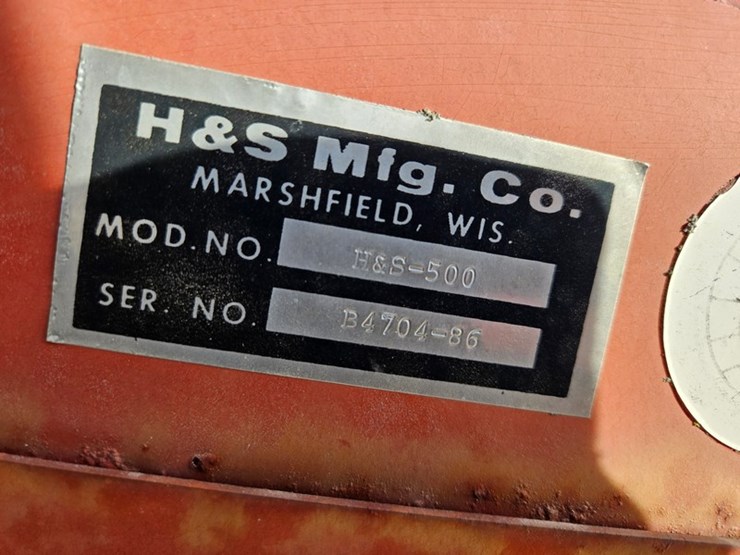 H&S Mfg. Co.
MARSHFIELD, WIS.
MOD.NO. H&S-500
SER. NO. B4704-86